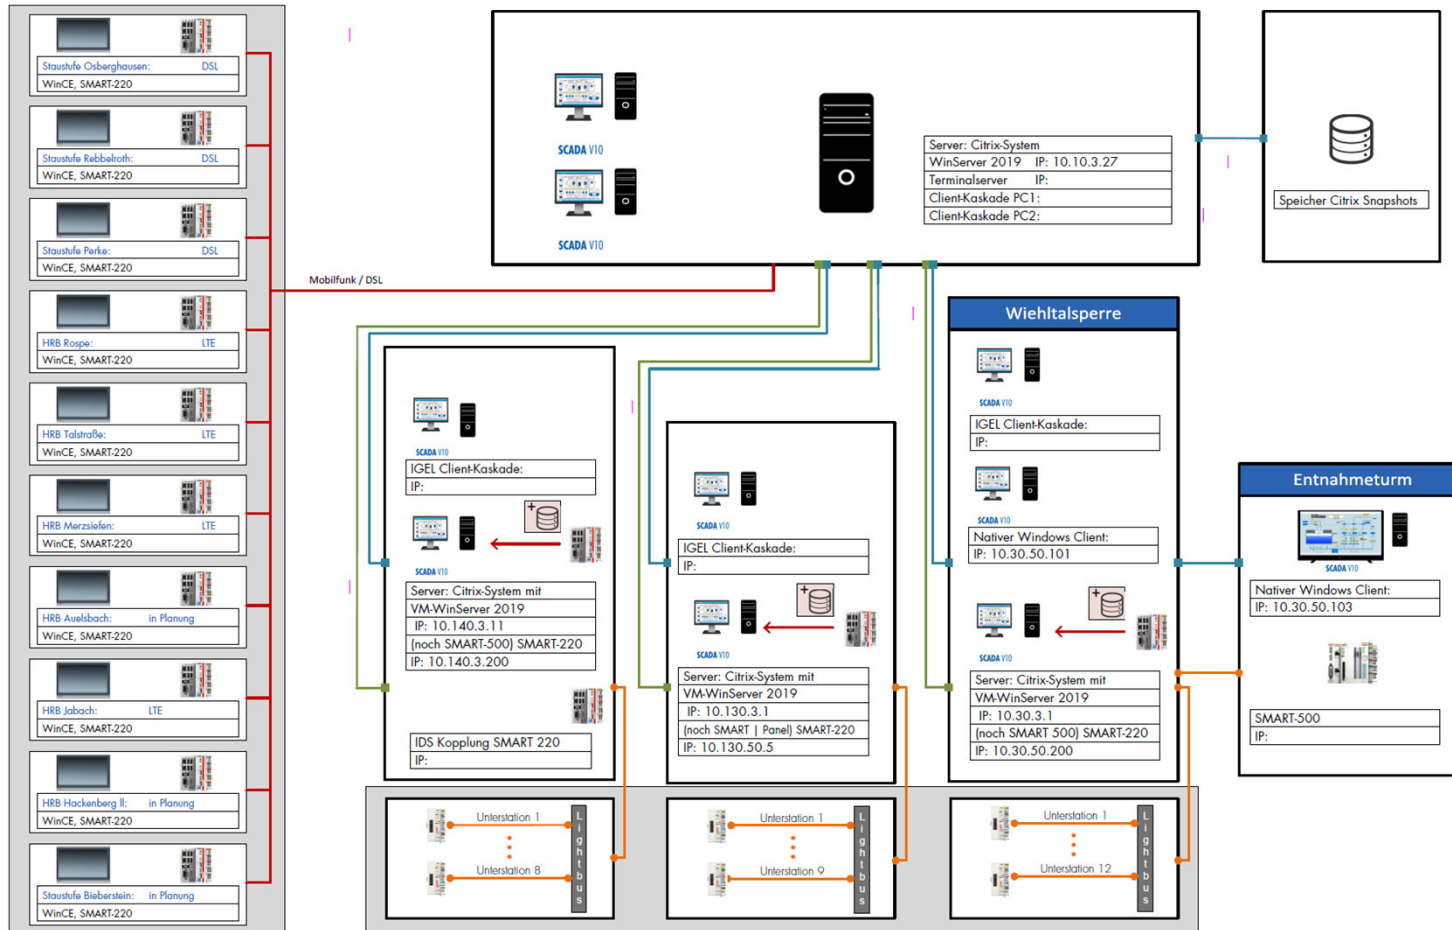 Staustufe Osberghausen: DSL
WinCE, SMART-220
Staustufe Rebbelroth: DSL
WinCE, SMART-220
Staustufe Perke: DSL
WinCE, SMART-220
HRB Rospe: LTE
WinCE, SMART-220
HRB Talstraße: LTE
WinCE, SMART-220
HRB Merzsiefen: LTE
WinCE, SMART-220
HRB Auelsbach: in Planung
WinCE, SMART-220
HRB Jabach: LTE
WinCE, SMART-220
HRB Hackenberg II: in Planung
WinCE, SMART-220
Staustufe Bieberstein: in Planung
WinCE, SMART-220
Mobilfunk / DSL
SCADA V10
SCADA V10
Server: Citrix-System
WinServer 2019 IP: 10.10.3.27
Terminalserver IP:
Client-Kaskade PC1:
Client-Kaskade PC2:
Speicher Citrix Snapshots
SCADA V10
IGEL Client-Kaskade:
IP:
SCADA V10
Server: Citrix-System mit
VM-WinServer 2019
IP: 10.140.3.11
(noch SMART-500) SMART-220
IP: 10.140.3.200
IDS Kopplung SMART 220
IP:
SCADA V10
IGEL Client-Kaskade:
IP:
SCADA V10
Server: Citrix-System mit
VM-WinServer 2019
IP: 10.130.3.1
(noch SMART | Panel) SMART-220
IP: 10.130.50.5
Wiehltalsperre
SCADA V10
IGEL Client-Kaskade:
IP:
SCADA V10
Nativer Windows Client:
IP: 10.30.50.101
SCADA V10
Server: Citrix-System mit
VM-WinServer 2019
IP: 10.30.3.1
(noch SMART 500) SMART-220
IP: 10.30.50.200
Entnahmeturm
SCADA V10
Nativer Windows Client:
IP: 10.30.50.103
SMART-500
IP:
Unterstation 1
Unterstation 8
Lightbus
Unterstation 1
Unterstation 9
Lightbus
Unterstation 1
Unterstation 12
Lightbus